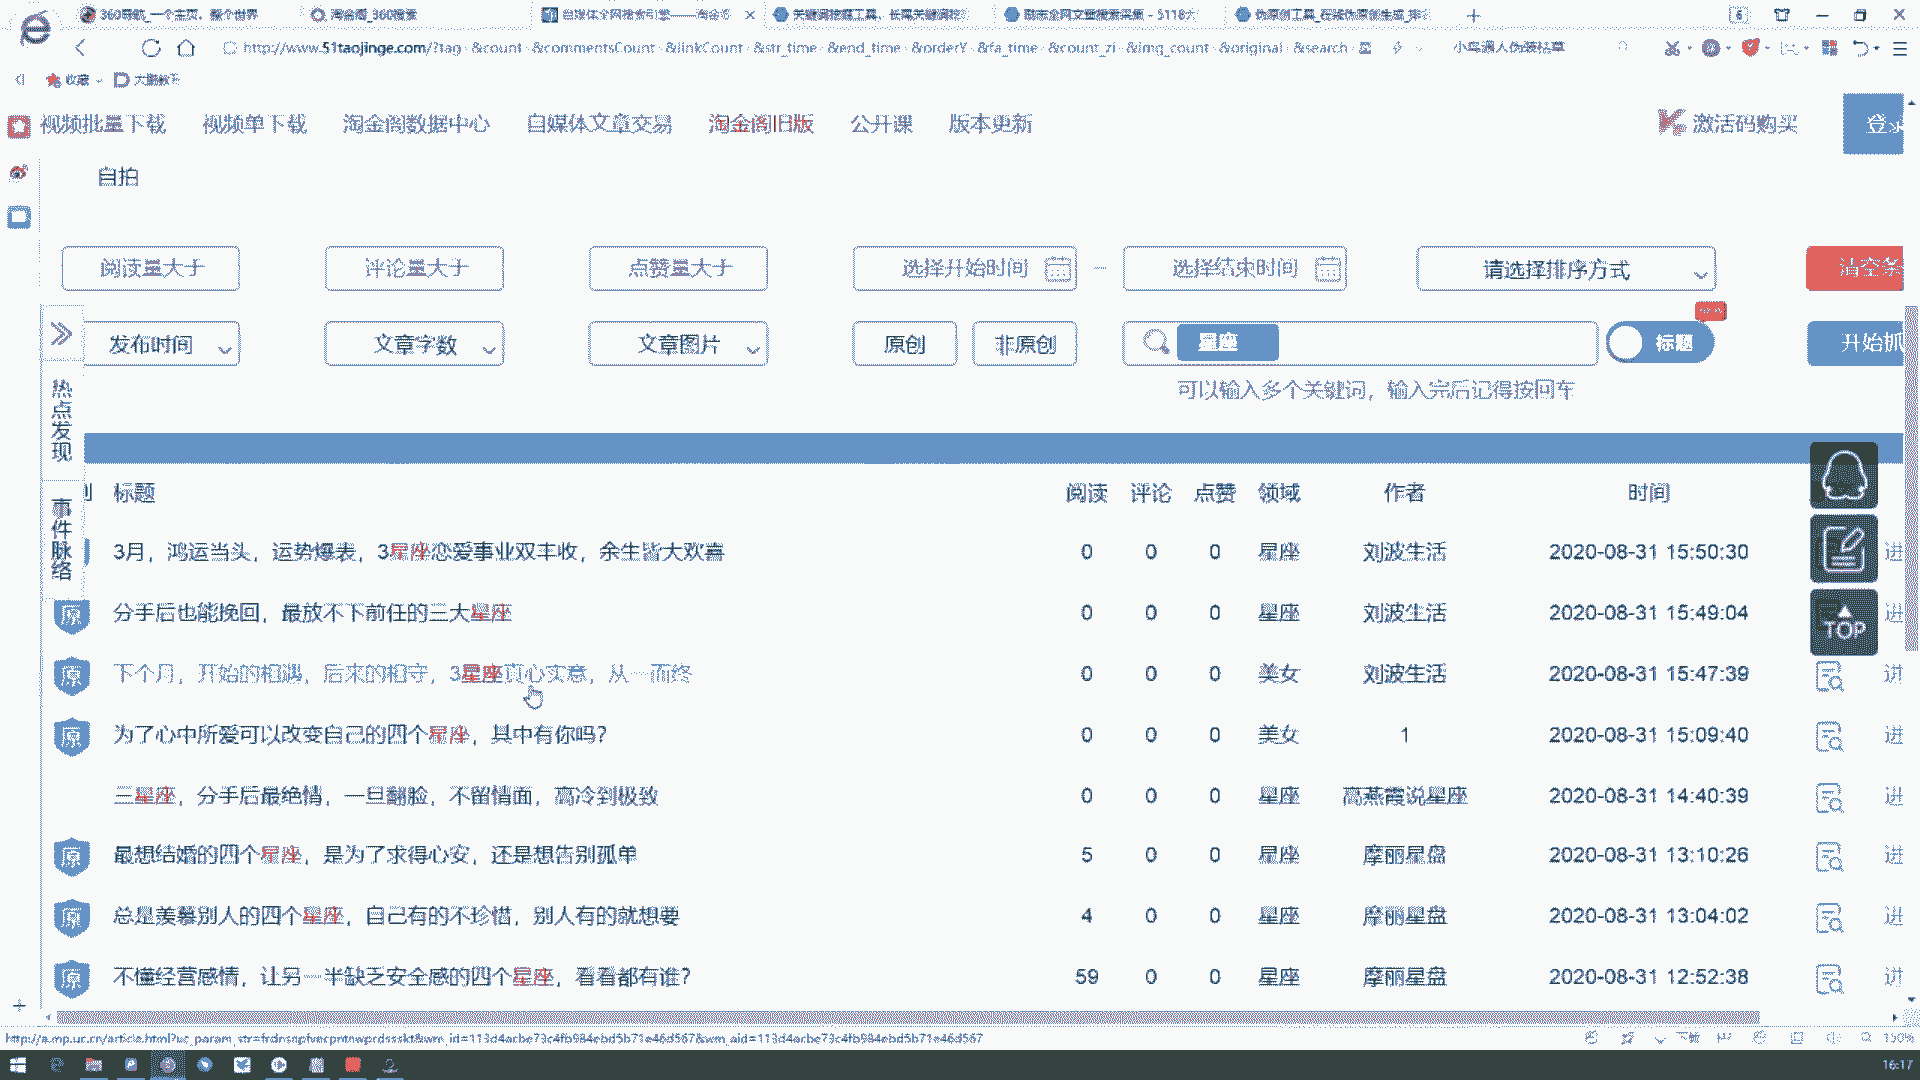 360导航_一个主页，整个世界
淘金阁_360搜索
自媒体全网搜索引擎——淘金阁
关键词挖掘工具，长尾关键词挖
励志全网文章搜索采集 - 5118大
伪原创工具_在线伪原创生成_
http://www.51taojinge.com/?tag &count &commentsCount &linkCount &str_time &end_time &orderY &fa_time &count_zi &img_count &original &search
收藏
视频批量下载
视频单下载
淘金阁数据中心
自媒体文章交易
淘金阁旧版
公开课
版本更新
激活码购买
登录
自拍
阅读量大于
评论量大于
点赞量大于
选择开始时间
选择结束时间
请选择排序方式
清空条
发布时间
文章字数
文章图片
原创
非原创
星座
标题
开始抓
可以输入多个关键词，输入完后记得按回车
热点发现
事件脉络
标题 阅读 评论 点赞 领域 作者 时间
3月，鸿运当头，运势爆表，3星座恋爱事业双丰收，余生皆大欢喜 0 0 0 星座 刘波生活 2020-08-31 15:50:30 进
原 分手后也能挽回，最放不下前任的三大星座 0 0 0 星座 刘波生活 2020-08-31 15:49:04 进
原 下个月，开始的相遇，后来的相守，3星座真心实意，从一而终 0 0 0 美女 刘波生活 2020-08-31 15:47:39 进
原 为了心中所爱可以改变自己的四个星座，其中有你吗？ 0 0 0 美女 1 2020-08-31 15:09:40 进
三星座，分手后最绝情，一旦翻脸，不留情面，高冷到极致 0 0 0 星座 高燕霞说星座 2020-08-31 14:40:39 进
原 最想结婚的四个星座，是为了求得心安，还是想告别孤单 5 0 0 星座 摩丽星盘 2020-08-31 13:10:26 进
原 总是羡慕别人的四个星座，自己有的不珍惜，别人有的就想要 4 0 0 星座 摩丽星盘 2020-08-31 13:04:02 进
原 不懂经营感情，让另一半缺乏安全感的四个星座，看看都有谁？ 59 0 0 星座 摩丽星盘 2020-08-31 12:52:38 进
TOP
150%
16:17